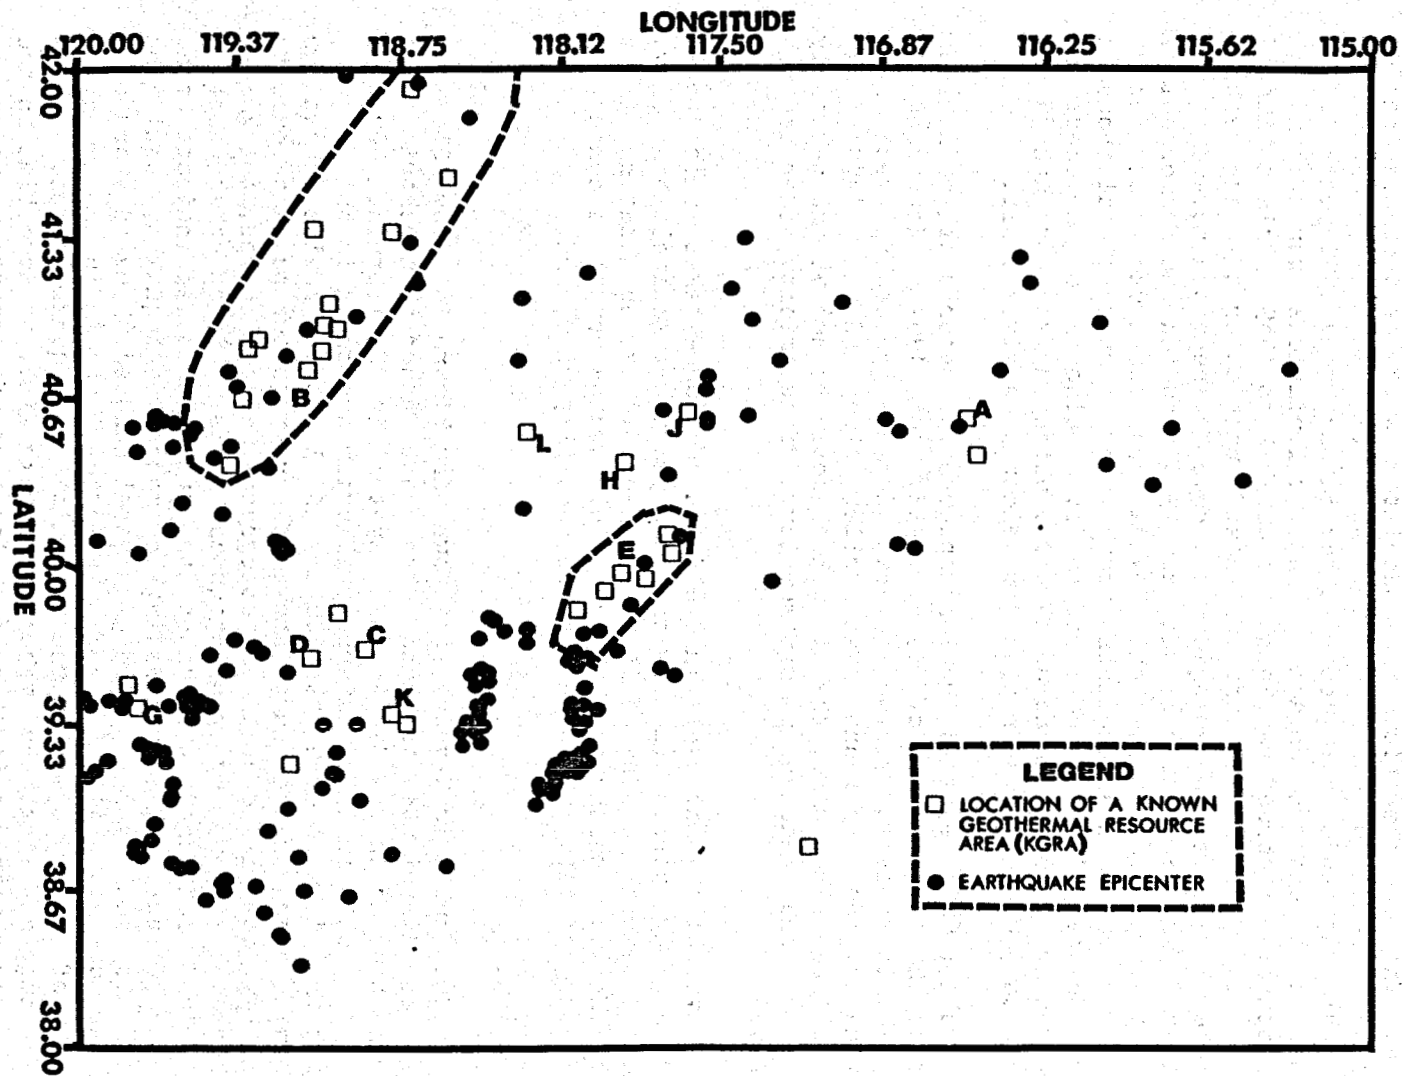 LONGITUDE
120.00 119.37 118.75 118.12 117.50 116.87 116.25 115.62 115.00
LATITUDE
42.00
41.33
40.67
40.00
39.33
38.67
38.00
B
A
J
L
H
E
D
C
K
G
LEGEND
LOCATION OF A KNOWN
GEOTHERMAL RESOURCE
AREA (KGRA)
EARTHQUAKE EPICENTER